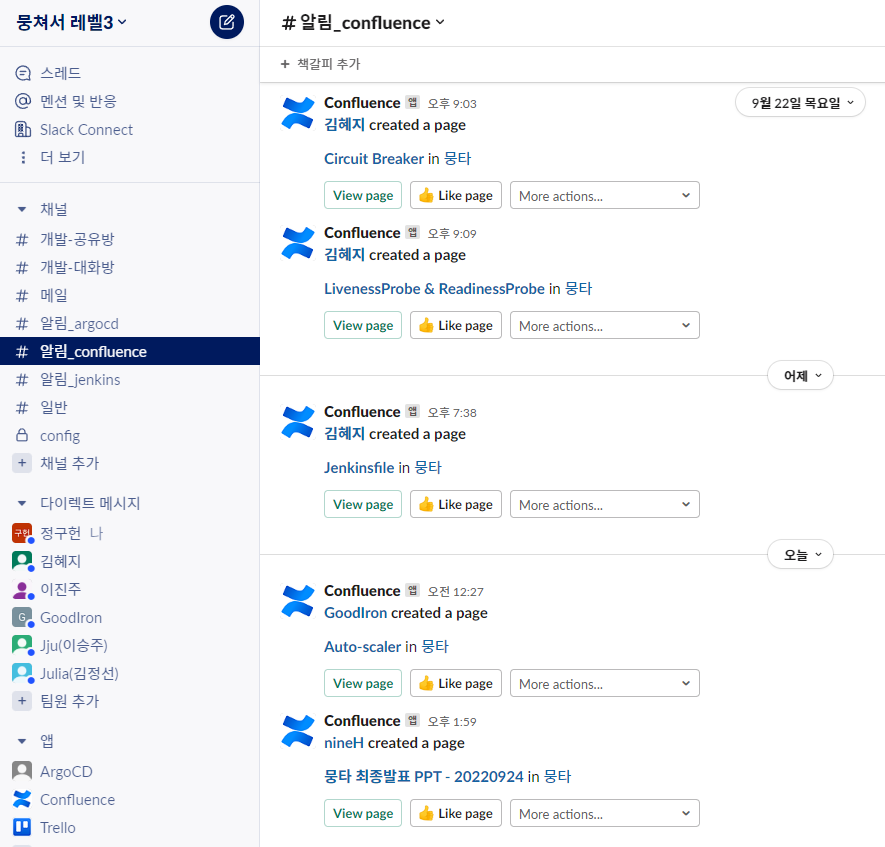 뭉쳐서 레벨3
스레드
멘션 및 반응
Slack Connect
더 보기
채널
# 개발-공유방
# 개발-대화방
# 메일
# 알림_argocd
# 알림_confluence
# 알림_jenkins
# 일반
config
+ 채널 추가
다이렉트 메시지
구헌 정구헌 나
김혜지
이진주
G GoodIron
Jju(이승주)
Julia(김정선)
+ 팀원 추가
앱
ArgoCD
Confluence
Trello
# 알림_confluence
+ 책갈피 추가
9월 22일 목요일
Confluence 앱 오후 9:03
김혜지 created a page
Circuit Breaker in 뭉타
View page 👍 Like page More actions...
Confluence 앱 오후 9:09
김혜지 created a page
LivenessProbe & ReadinessProbe in 뭉타
View page 👍 Like page More actions...
어제
Confluence 앱 오후 7:38
김혜지 created a page
Jenkinsfile in 뭉타
View page 👍 Like page More actions...
오늘
Confluence 앱 오전 12:27
GoodIron created a page
Auto-scaler in 뭉타
View page 👍 Like page More actions...
Confluence 앱 오후 1:59
nineH created a page
뭉타 최종발표 PPT - 20220924 in 뭉타
View page 👍 Like page More actions...